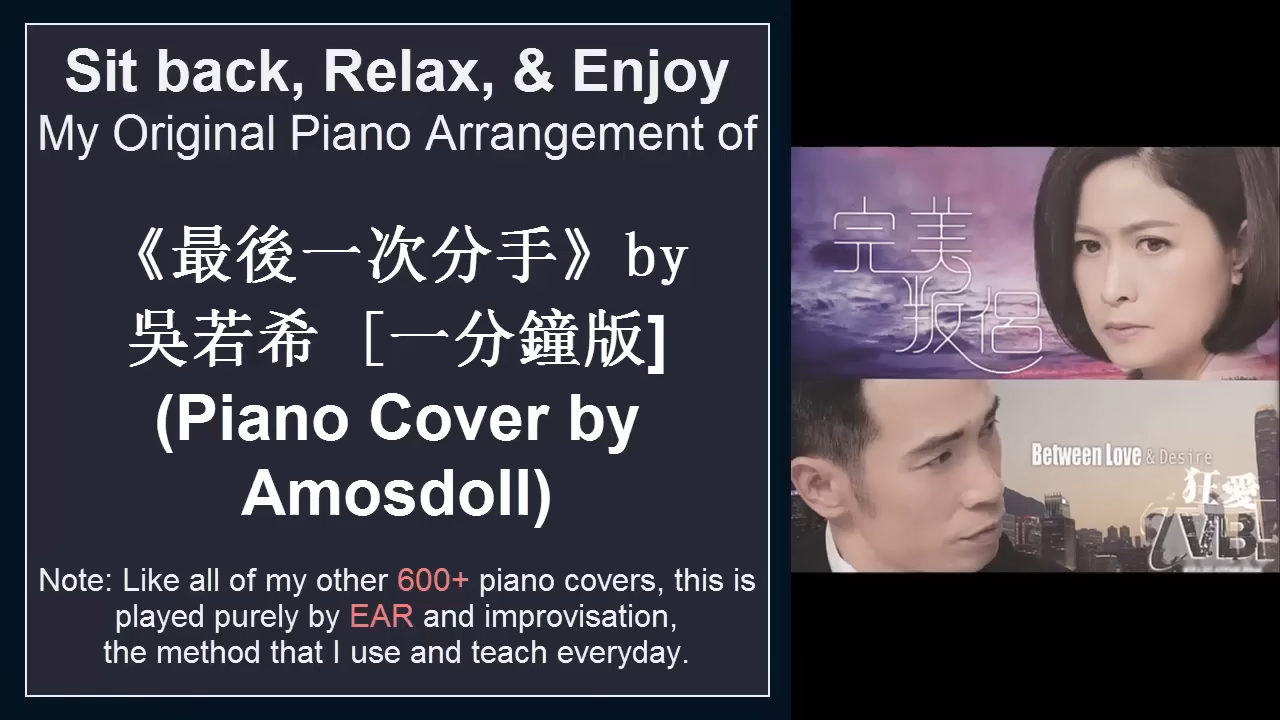 Sit back, Relax, & Enjoy
My Original Piano Arrangement of
《最後一次分手》by
吳若希 [一分鐘版]
(Piano Cover by
Amosdoll)
Note: Like all of my other 600+ piano covers, this is
played purely by EAR and improvisation,
the method that I use and teach everyday.
完美
叛侶
Between Love & Desire
狂愛
TVB